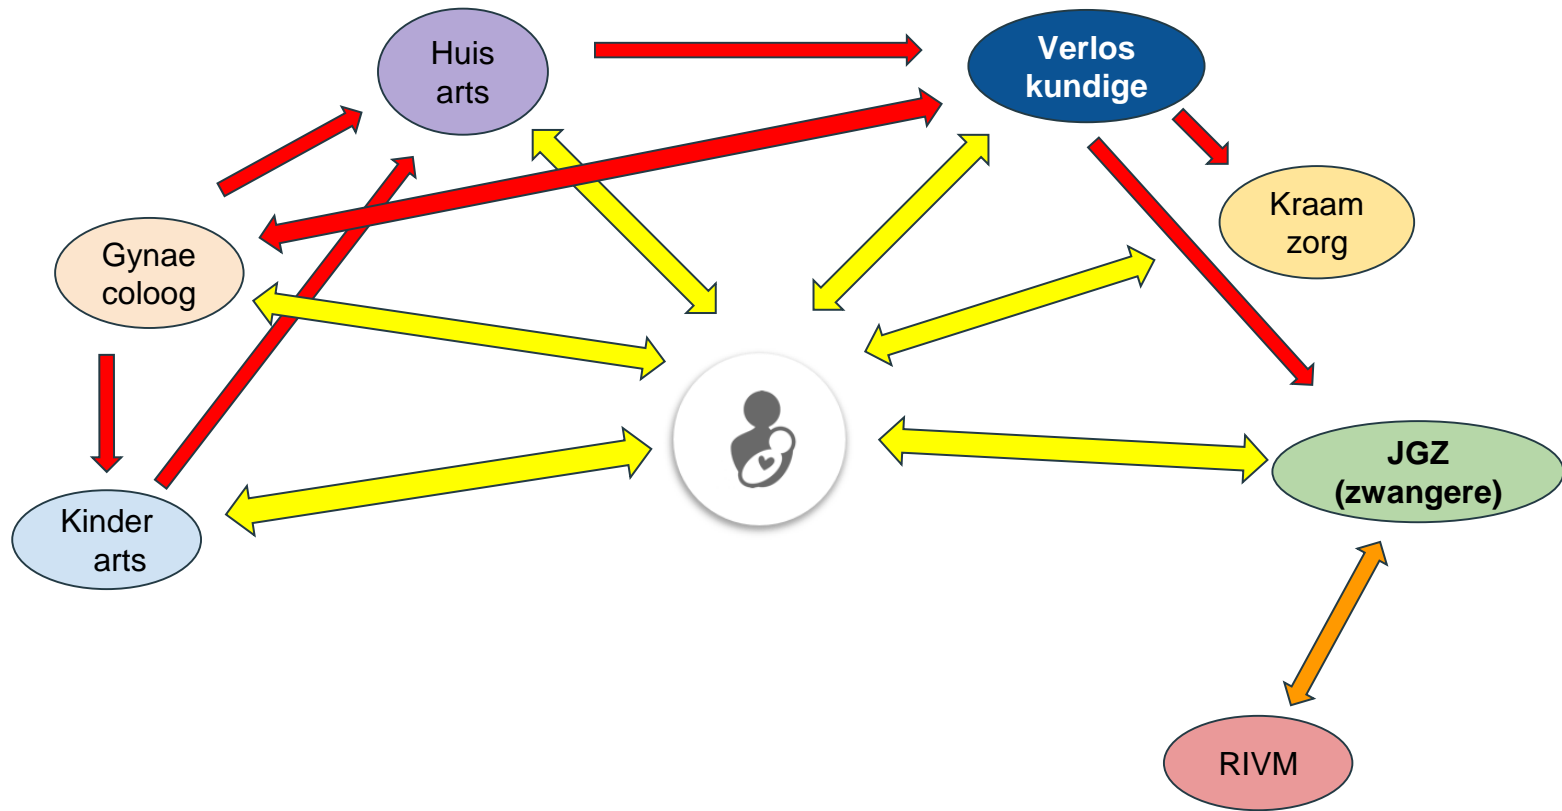 Huis
arts
Verlos
kundige
Kraam
zorg
Gynae
coloog
JGZ
(zwangere)
Kinder
arts
RIVM